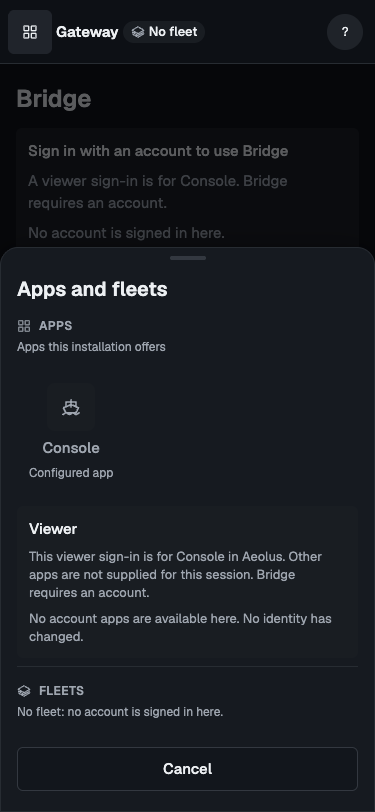 Gateway
No fleet
?
Bridge
Sign in with an account to use Bridge
A viewer sign-in is for Console. Bridge
requires an account.
No account is signed in here.
Apps and fleets
APPS
Apps this installation offers
Console
Configured app
Viewer
This viewer sign-in is for Console in Aeolus. Other
apps are not supplied for this session. Bridge
requires an account.
No account apps are available here. No identity has
changed.
FLEETS
No fleet: no account is signed in here.
Cancel